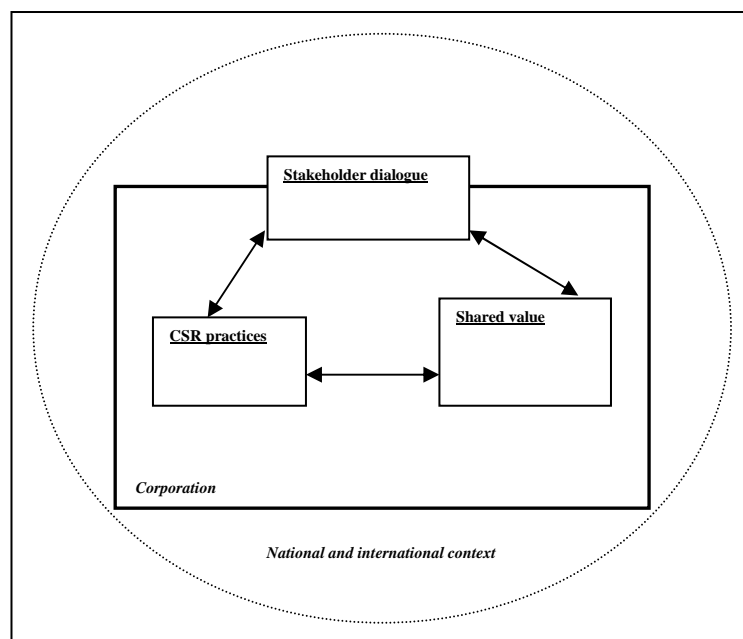 Stakeholder dialogue
Shared value
CSR practices
Corporation
National and international context